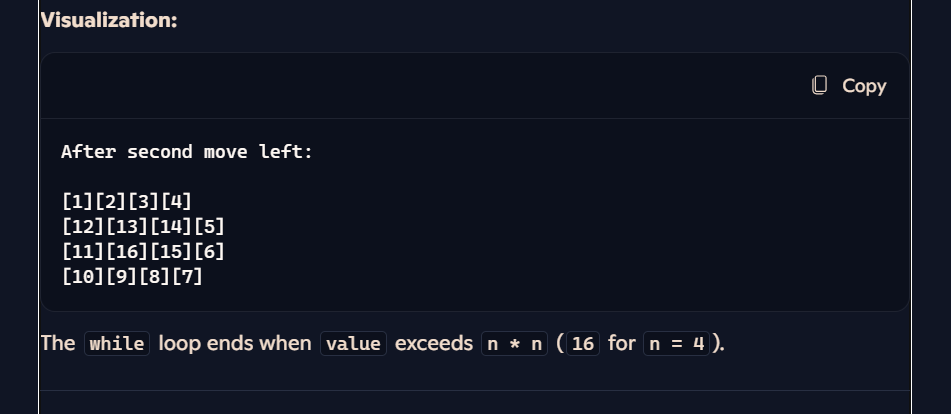 Visualization:
Copy
After second move left:
[1][2][3][4]
[12][13][14][5]
[11][16][15][6]
[10][9][8][7]
The while loop ends when value exceeds n * n (16 for n = 4).